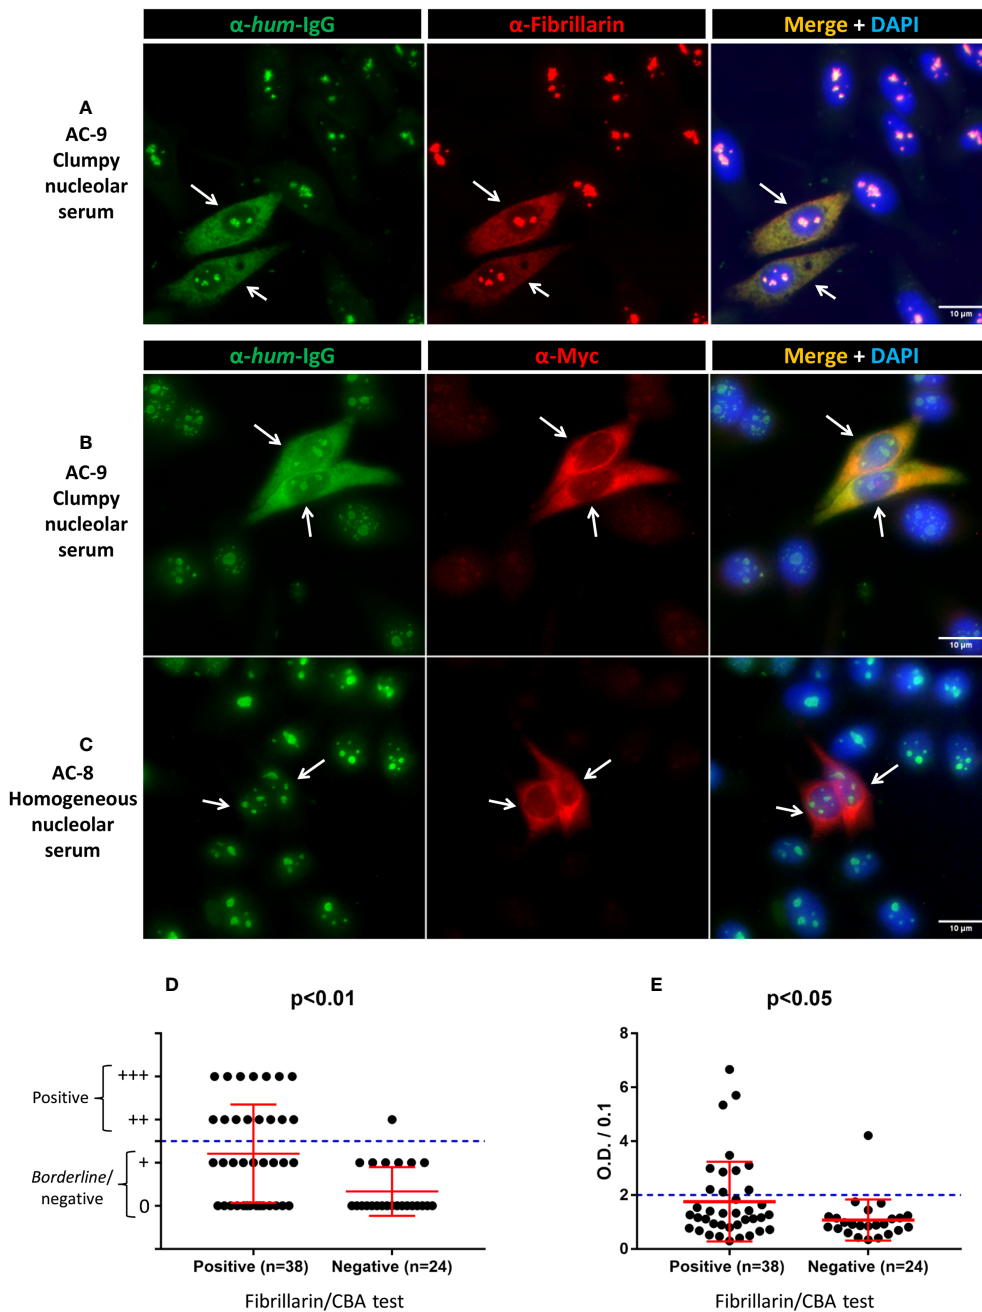 α-hum-IgG
α-Fibrillarin
Merge + DAPI
A
AC-9
Clumpy
nucleolar
serum
10 µm
α-hum-IgG
α-Myc
Merge + DAPI
B
AC-9
Clumpy
nucleolar
serum
10 µm
C
AC-8
Homogeneous
nucleolar
serum
10 µm
D
p<0.01
Positive
+++
++
Borderline/
negative
+
0
Positive (n=38)
Negative (n=24)
Fibrillarin/CBA test
E
p<0.05
O.D. / 0.1
8
6
4
2
0
Positive (n=38)
Negative (n=24)
Fibrillarin/CBA test